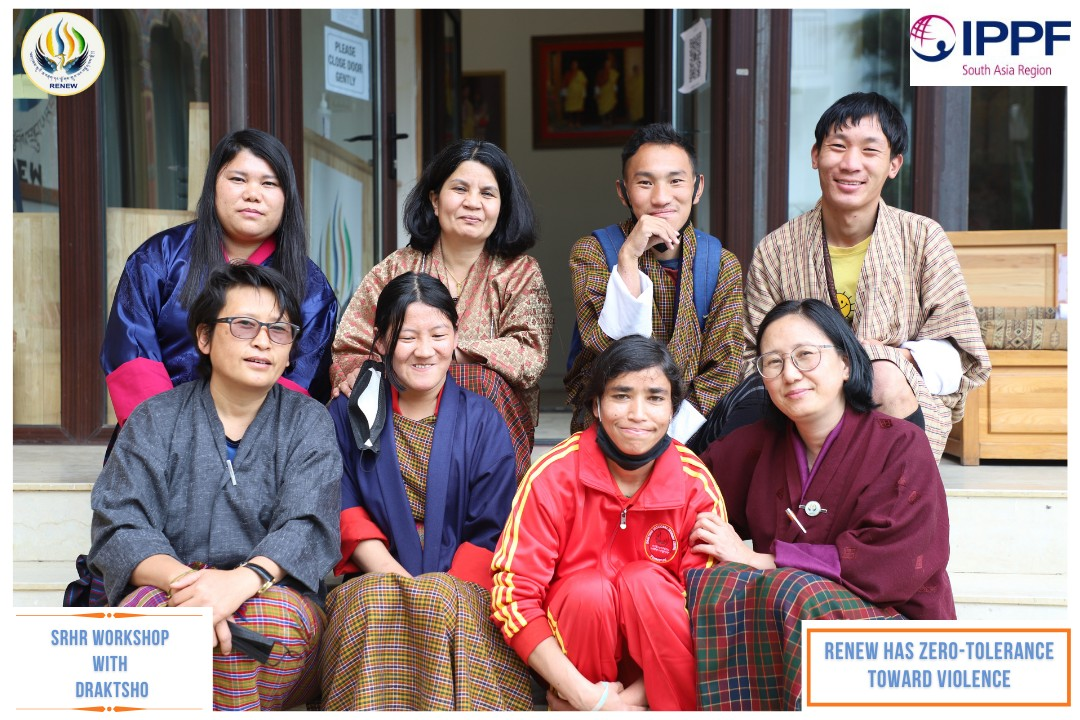 RENEW
PLEASE
CLOSE DOOR
GENTLY
IPPF
South Asia Region
NEW
SRHR WORKSHOP
WITH
DRAKTSHO
RENEW HAS ZERO-TOLERANCE
TOWARD VIOLENCE